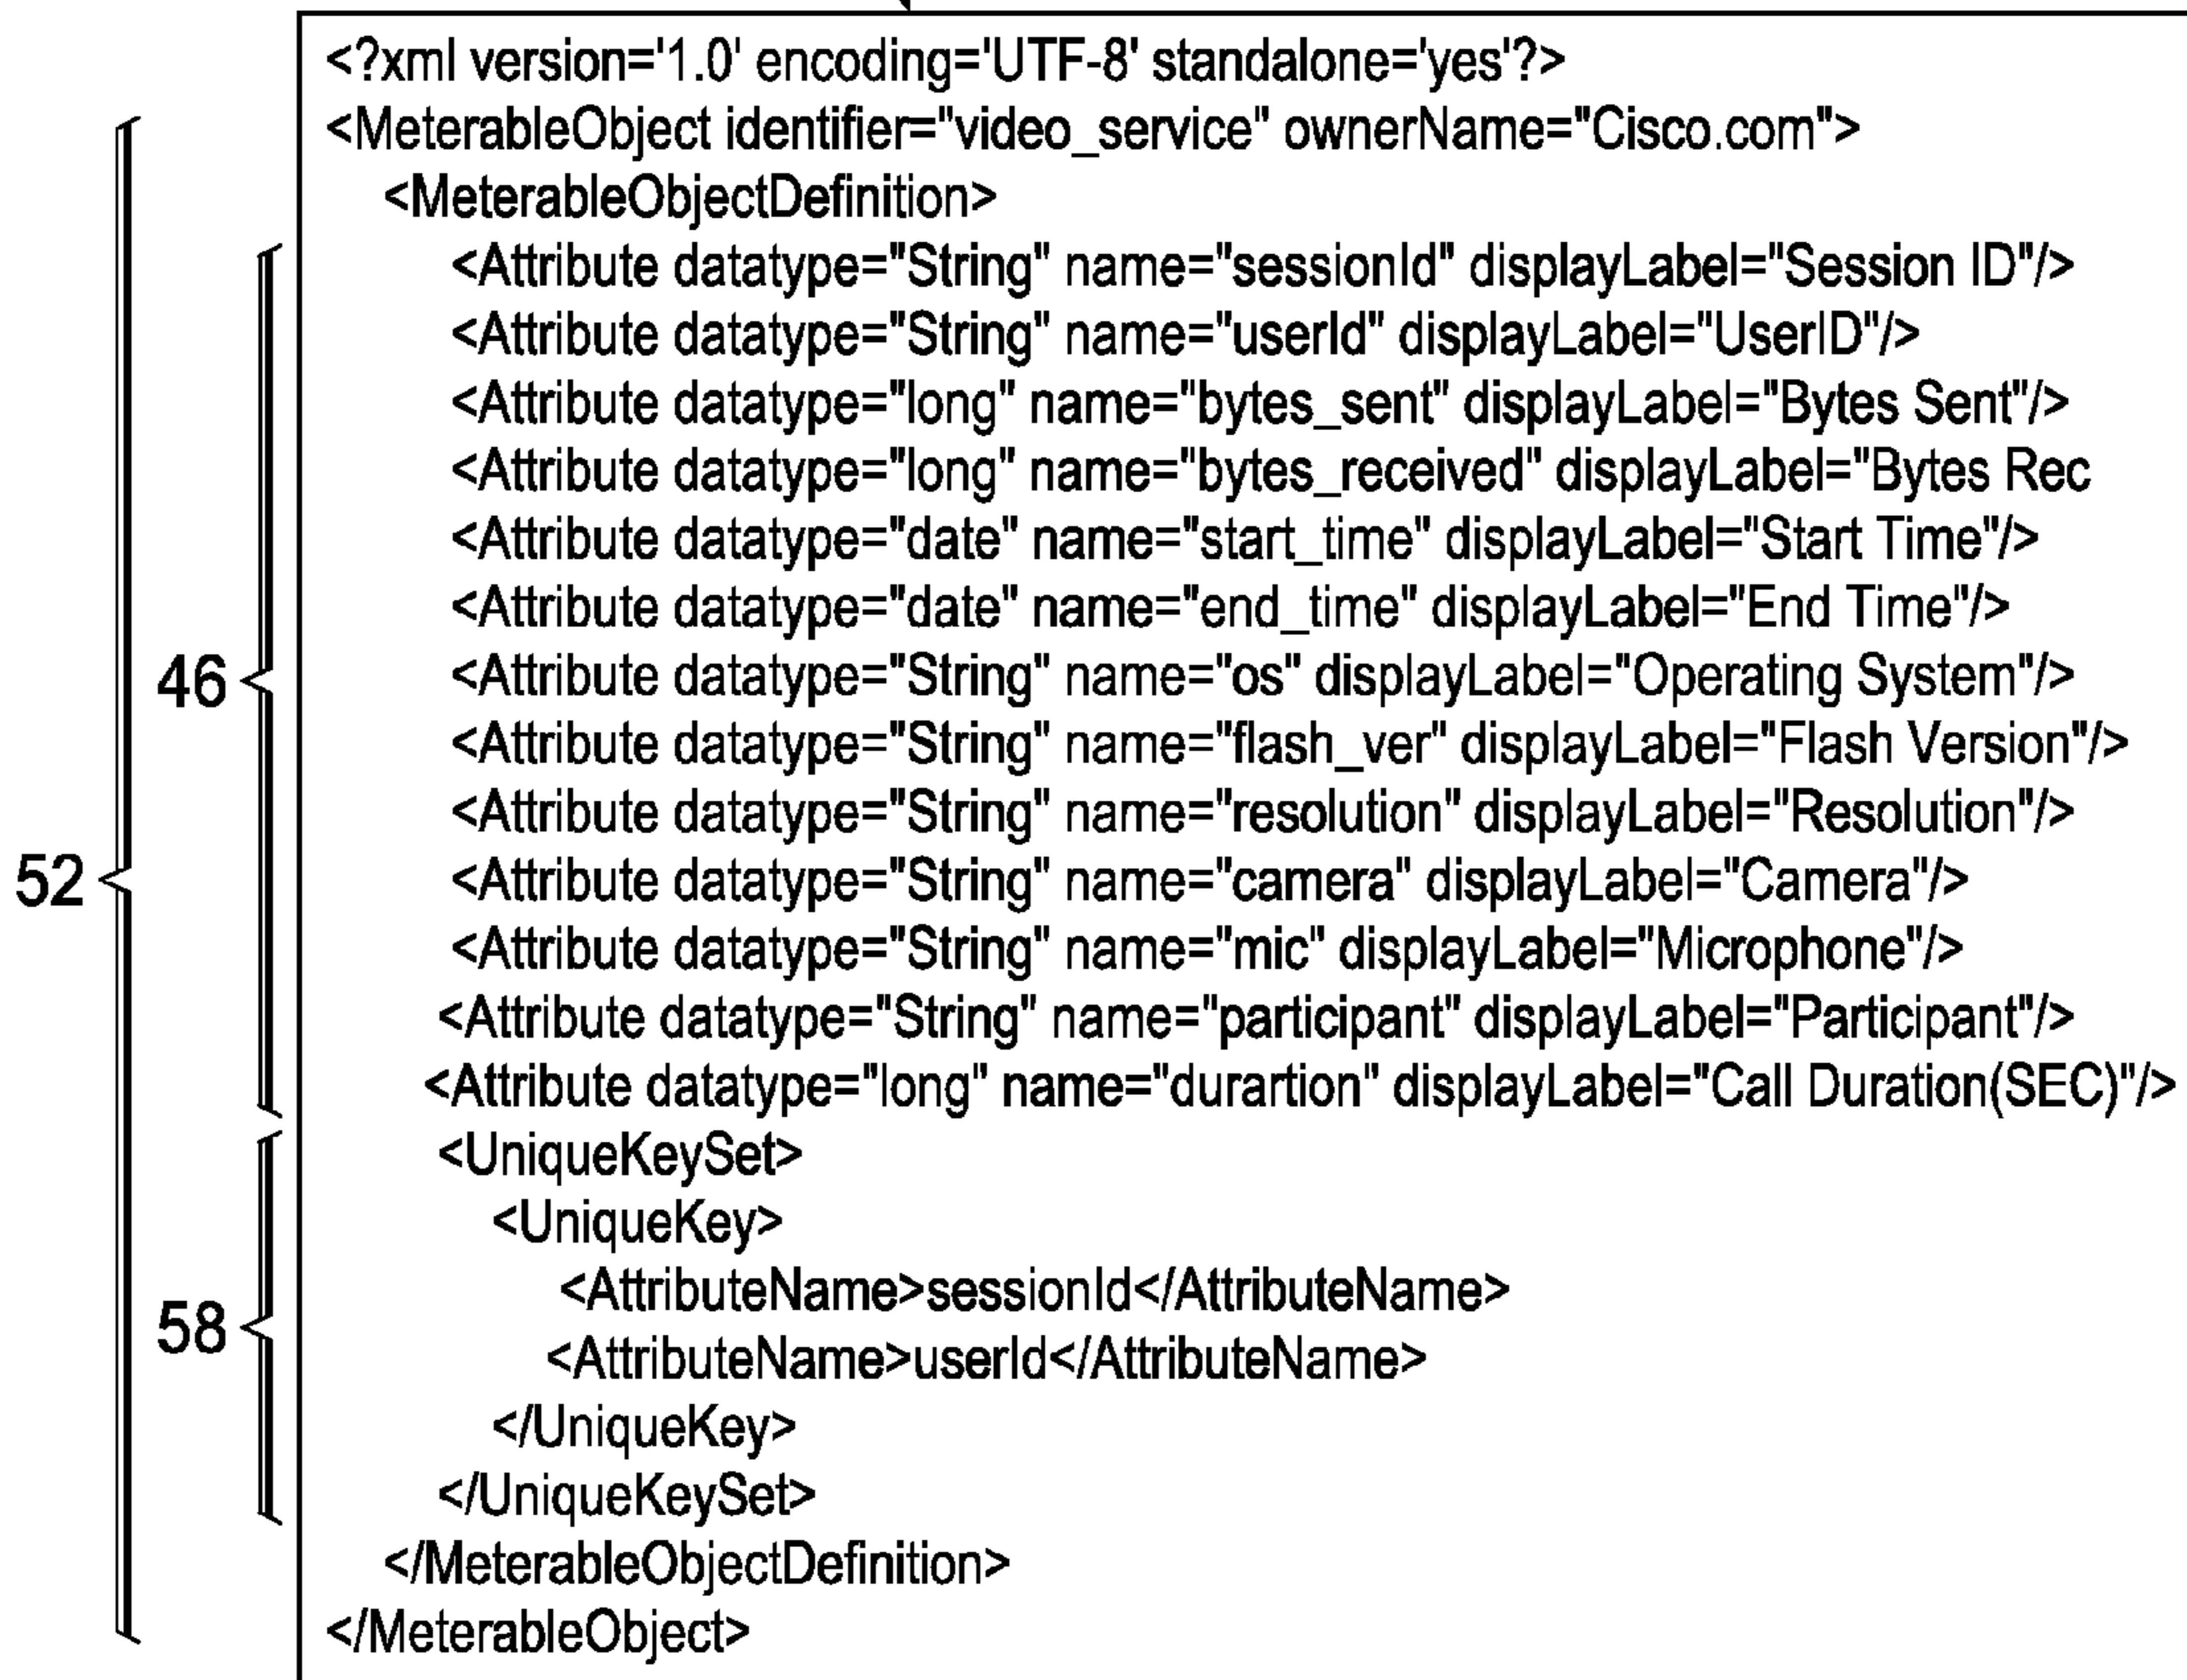 <?xml version='1.0' encoding='UTF-8' standalone='yes'?>
<MeterableObject identifier="video_service" ownerName="Cisco.com">
<MeterableObjectDefinition>
<Attribute datatype="String" name="sessionId" displayLabel="Session ID"/>
<Attribute datatype="String" name="userId" displayLabel="UserID"/>
<Attribute datatype="long" name="bytes_sent" displayLabel="Bytes Sent"/>
<Attribute datatype="long" name="bytes_received" displayLabel="Bytes Rec
<Attribute datatype="date" name="start_time" displayLabel="Start Time"/>
<Attribute datatype="date" name="end_time" displayLabel="End Time"/>
46 <Attribute datatype="String" name="os" displayLabel="Operating System"/>
<Attribute datatype="String" name="flash_ver" displayLabel="Flash Version"/>
<Attribute datatype="String" name="resolution" displayLabel="Resolution"/>
52 <Attribute datatype="String" name="camera" displayLabel="Camera"/>
<Attribute datatype="String" name="mic" displayLabel="Microphone"/>
<Attribute datatype="String" name="participant" displayLabel="Participant"/>
<Attribute datatype="long" name="durartion" displayLabel="Call Duration(SEC)"/>
<UniqueKeySet>
<UniqueKey>
<AttributeName>sessionId</AttributeName>
58 <AttributeName>userId</AttributeName>
</UniqueKey>
</UniqueKeySet>
</MeterableObjectDefinition>
</MeterableObject>